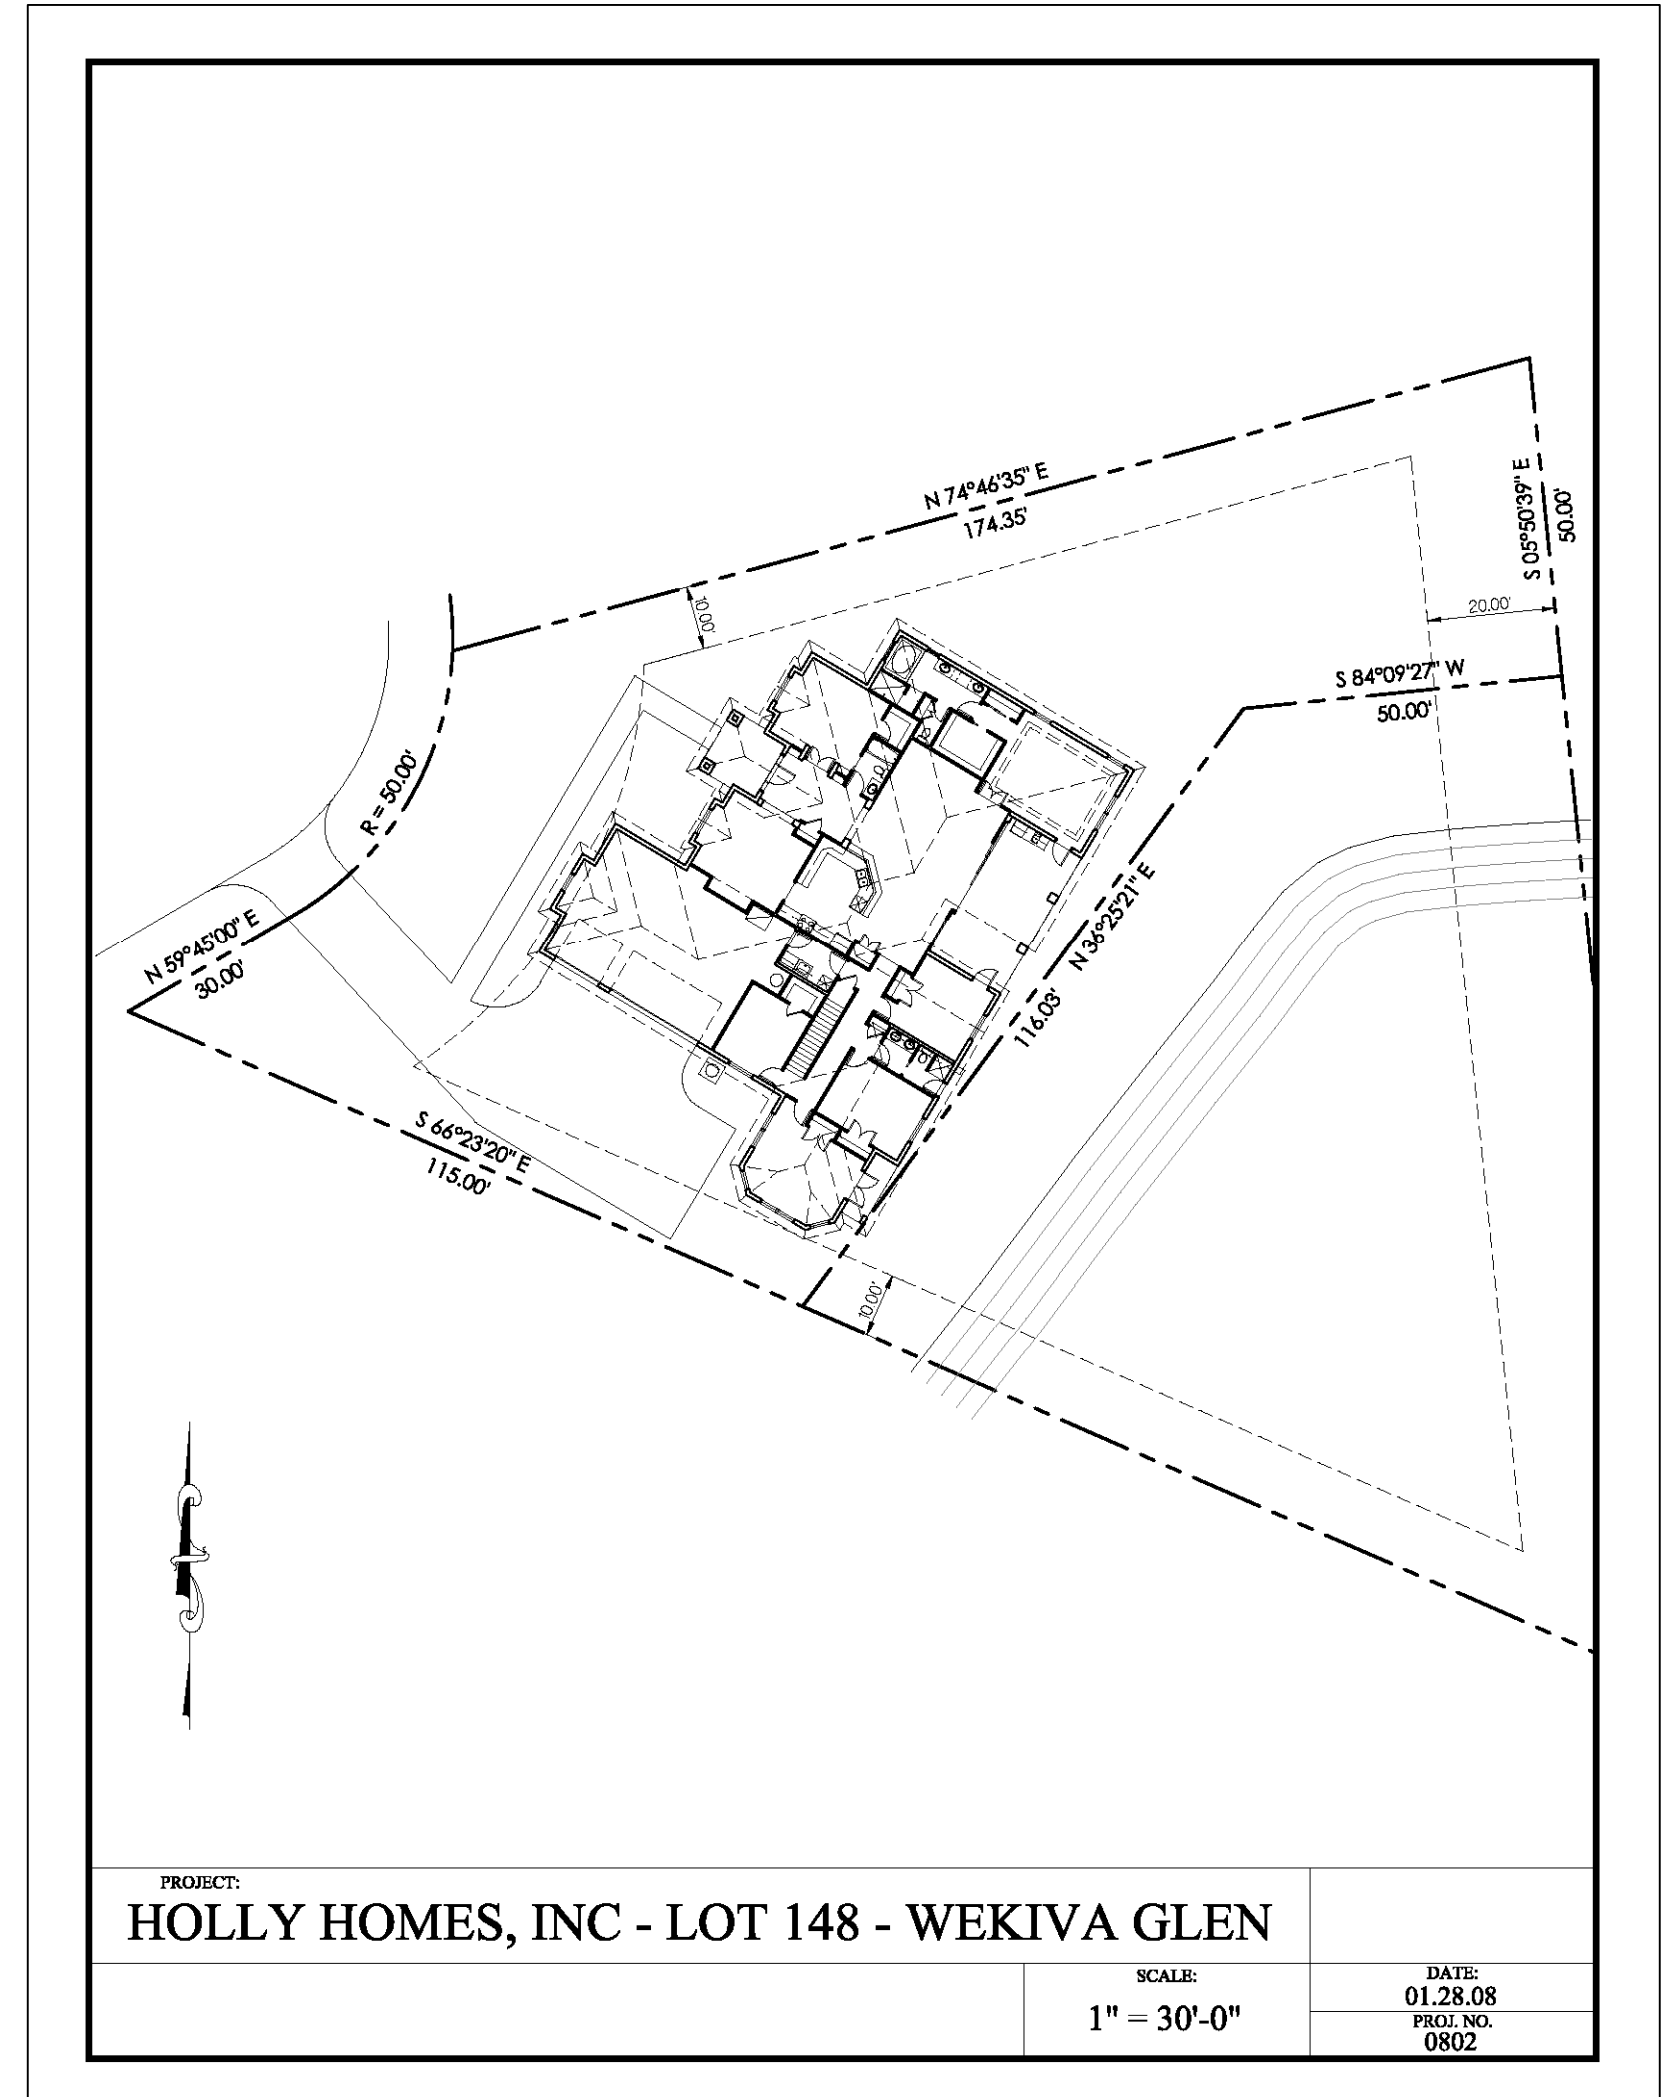 N 74°46'35" E
174.35'
S 05°50'39" E
50.00'
10.00'
20.00'
S 84°09'27" W
50.00'
R = 50.00'
N 59°45'00" E
30.00'
N 36°25'21" E
116.03'
S 66°23'20" E
115.00'
10.00'
PROJECT:
HOLLY HOMES, INC - LOT 148 - WEKIVA GLEN
SCALE:
1" = 30'-0"
DATE:
01.28.08
PROJ. NO.
0802